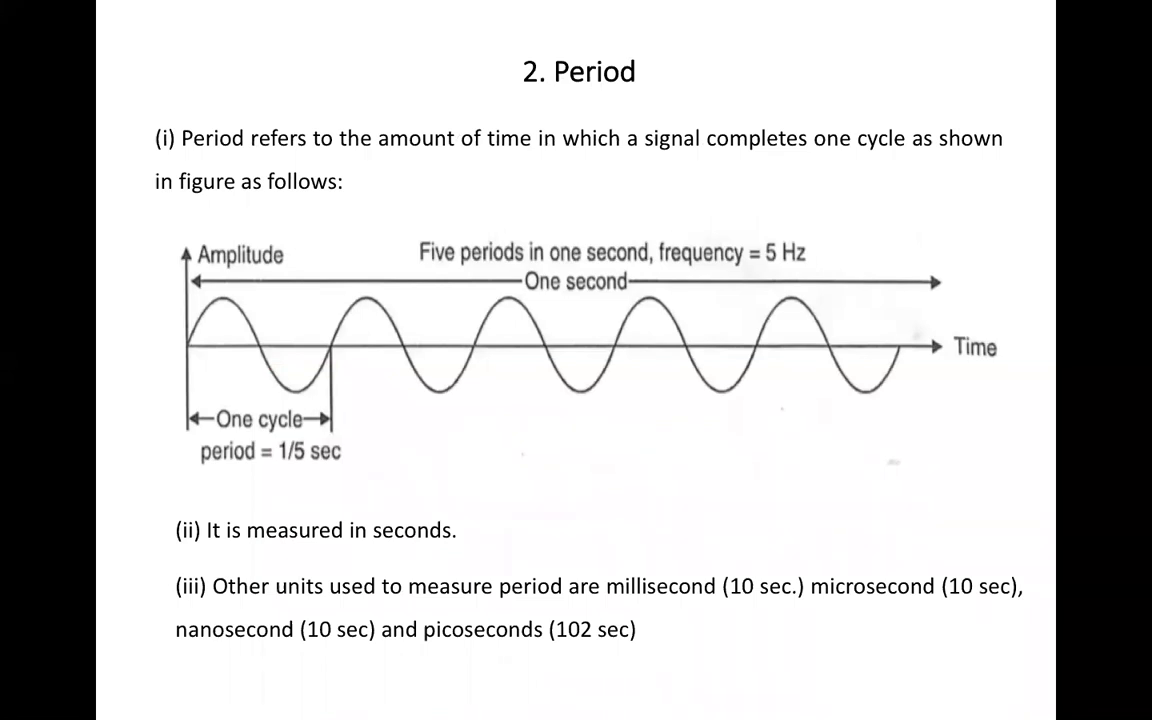 2. Period
(i) Period refers to the amount of time in which a signal completes one cycle as shown
in figure as follows:
Amplitude
Five periods in one second, frequency = 5 Hz
One second
Time
One cycle
period = 1/5 sec
(ii) It is measured in seconds.
(iii) Other units used to measure period are millisecond (10 sec.) microsecond (10 sec),
nanosecond (10 sec) and picoseconds (102 sec)